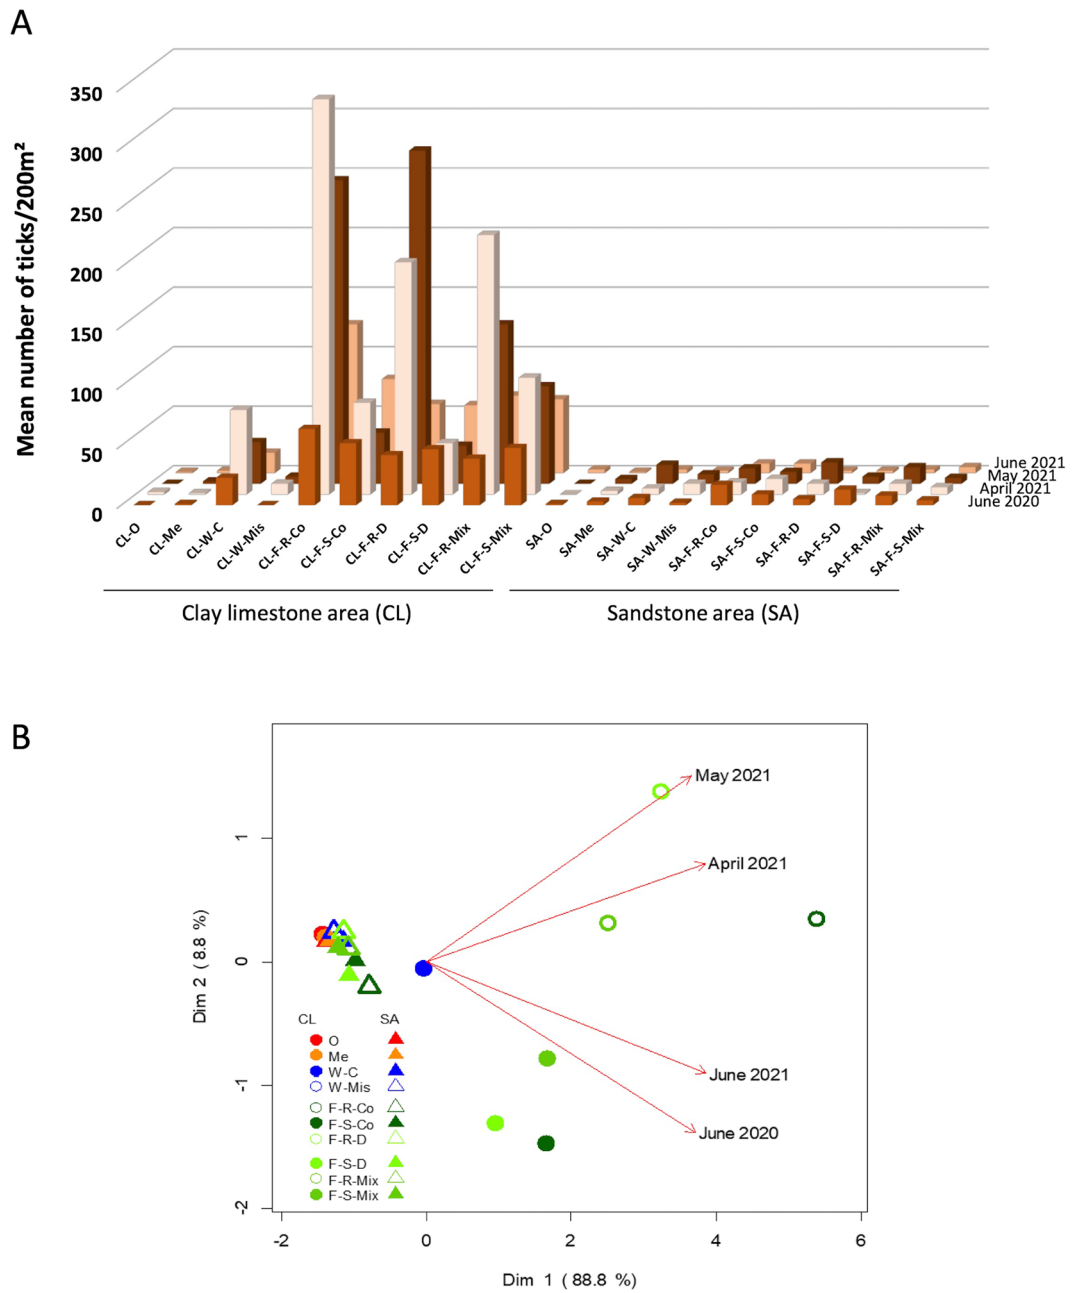 A
Mean number of ticks/200m²
350
300
250
200
150
100
50
0
June 2021
May 2021
April 2021
June 2020
CL-O
CL-Me
CL-W-C
CL-W-Mis
CL-F-R-Co
CL-F-S-Co
CL-F-R-D
CL-F-S-D
CL-F-R-Mix
CL-F-S-Mix
SA-O
SA-Me
SA-W-C
SA-W-Mis
SA-F-R-Co
SA-F-S-Co
SA-F-R-D
SA-F-S-D
SA-F-R-Mix
SA-F-S-Mix
Clay limestone area (CL)
Sandstone area (SA)
B
Dim 2 (8.8 %)
1
0
-1
-2
May 2021
April 2021
June 2021
June 2020
CL SA
O
Me
W-C
W-Mis
F-R-Co
F-S-Co
F-R-D
F-S-D
F-R-Mix
F-S-Mix
-2 0 2 4 6
Dim 1 (88.8 %)